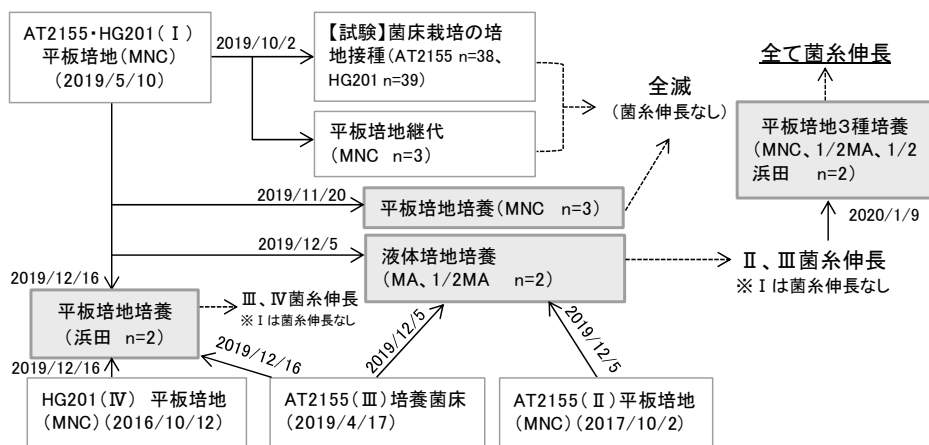 AT2155・HG201(Ⅰ)
平板培地(MNC)
(2019/5/10)
2019/10/2
【試験】菌床栽培の培
地接種(AT2155 n=38、
HG201 n=39)
平板培地継代
(MNC n=3)
全滅
(菌糸伸長なし)
全て菌糸伸長
平板培地3種培養
(MNC、1/2MA、1/2
浜田 n=2)
2020/1/9
2019/11/20
平板培地培養(MNC n=3)
2019/12/5
液体培地培養
(MA、1/2MA n=2)
Ⅱ、Ⅲ菌糸伸長
※Ⅰは菌糸伸長なし
2019/12/16
平板培地培養
(浜田 n=2)
Ⅲ、Ⅳ菌糸伸長
※Ⅰは菌糸伸長なし
2019/12/16
2019/12/16
2019/12/5
2019/12/5
HG201(Ⅳ) 平板培地
(MNC)(2016/10/12)
AT2155(Ⅲ)培養菌床
(2019/4/17)
AT2155(Ⅱ)平板培地
(MNC)(2017/10/2)